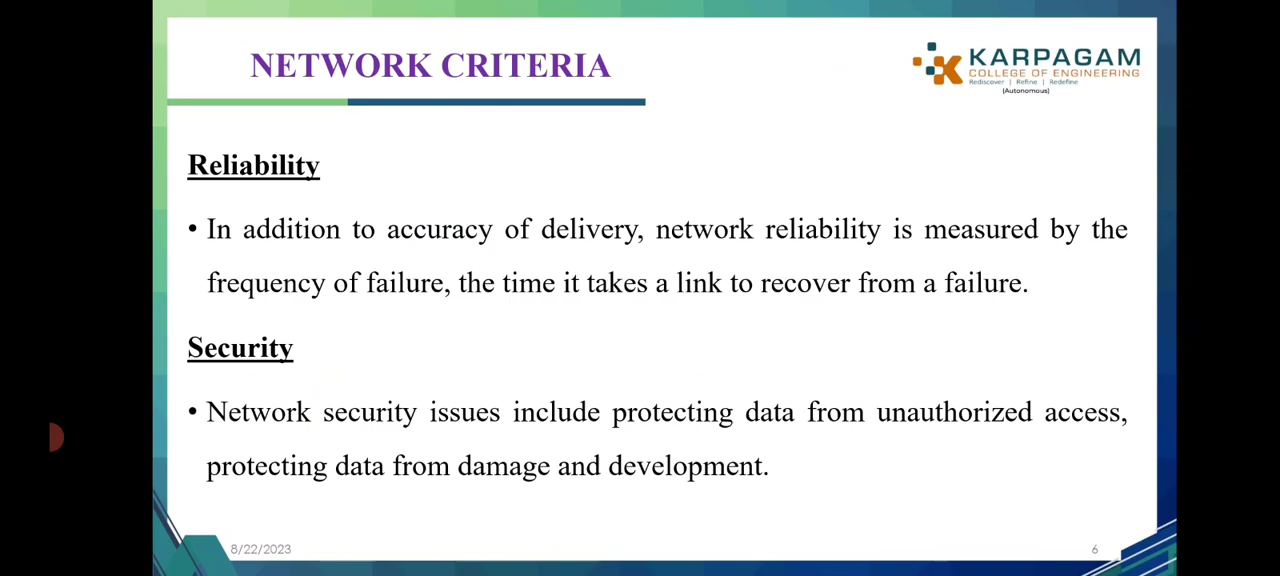 NETWORK CRITERIA
KARPAGAM
COLLEGE OF ENGINEERING
Rediscover | Refine | Redefine
(Autonomous)
Reliability
• In addition to accuracy of delivery, network reliability is measured by the
frequency of failure, the time it takes a link to recover from a failure.
Security
• Network security issues include protecting data from unauthorized access,
protecting data from damage and development.
8/22/2023
6